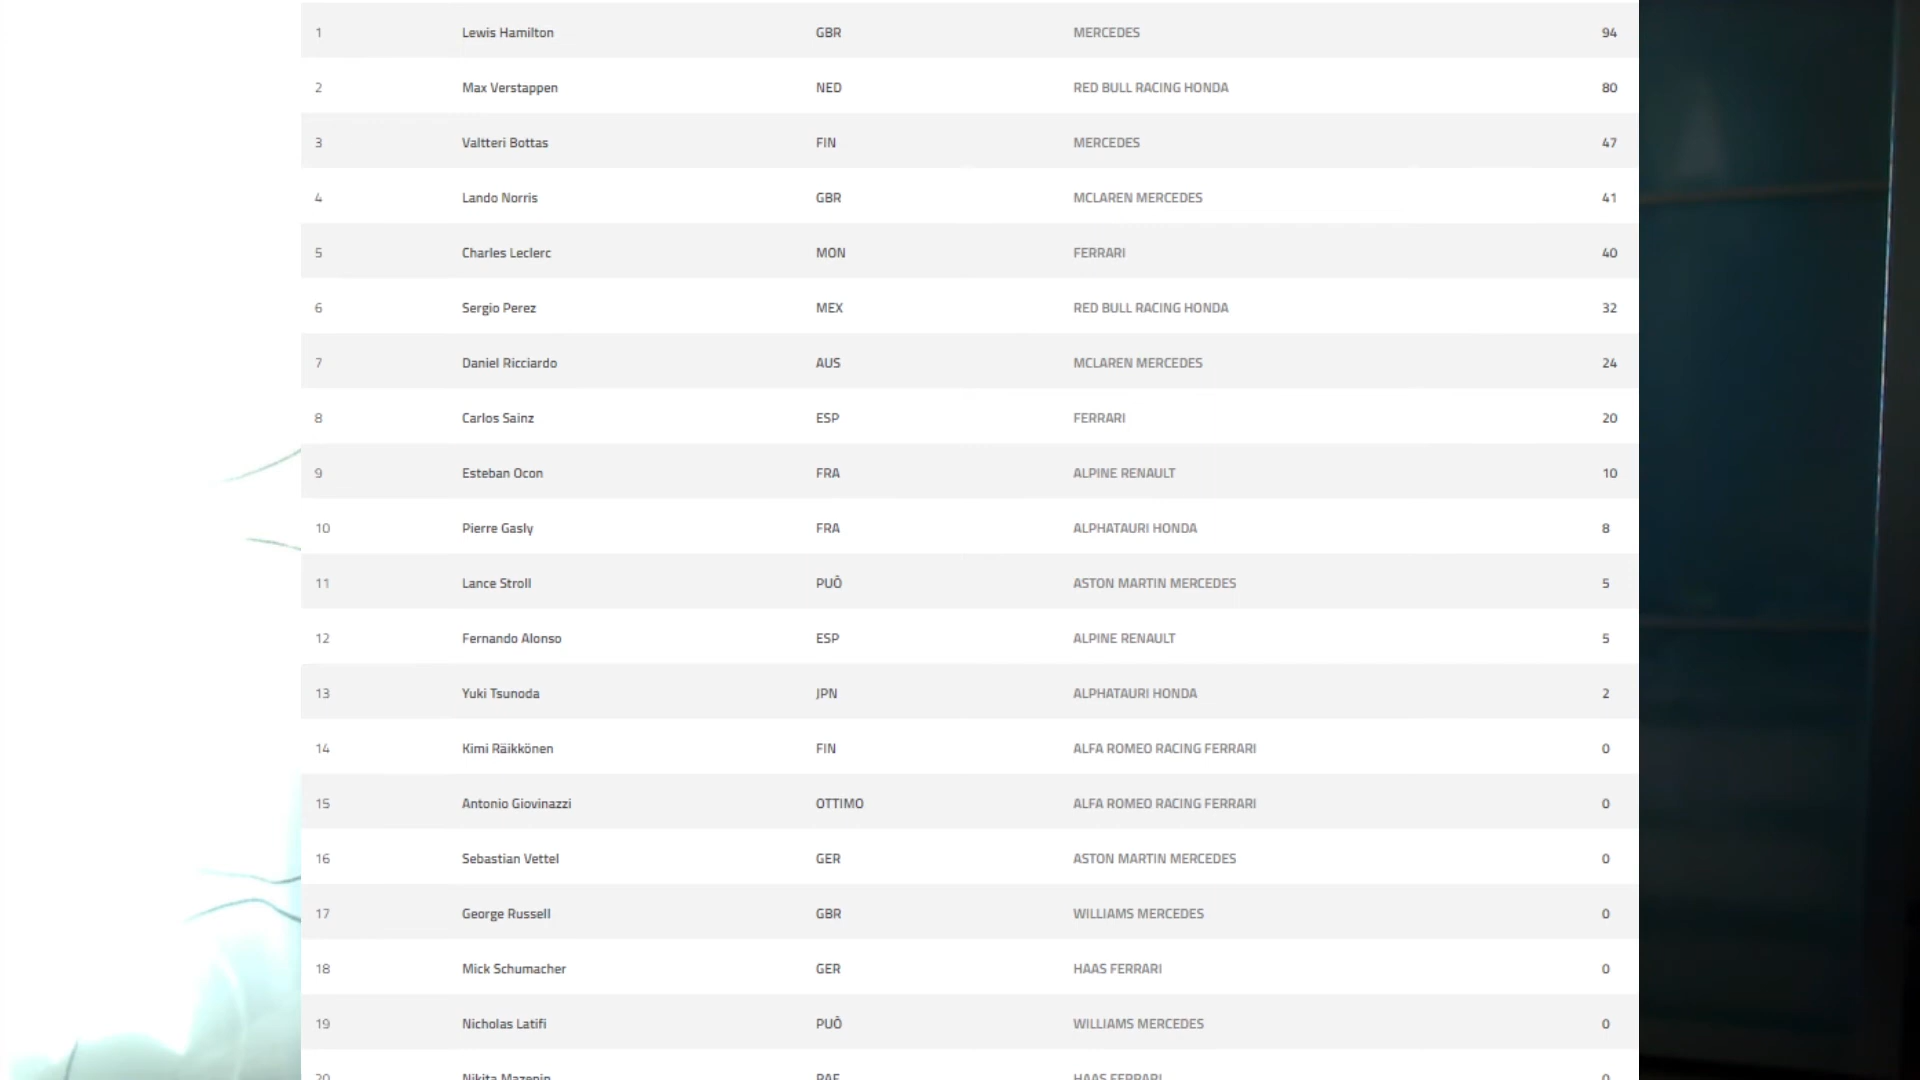 1 Lewis Hamilton GBR MERCEDES 94
2 Max Verstappen NED RED BULL RACING HONDA 80
3 Valtteri Bottas FIN MERCEDES 47
4 Lando Norris GBR MCLAREN MERCEDES 41
5 Charles Leclerc MON FERRARI 40
6 Sergio Perez MEX RED BULL RACING HONDA 32
7 Daniel Ricciardo AUS MCLAREN MERCEDES 24
8 Carlos Sainz ESP FERRARI 20
9 Esteban Ocon FRA ALPINE RENAULT 10
10 Pierre Gasly FRA ALPHATAURI HONDA 8
11 Lance Stroll PUÒ ASTON MARTIN MERCEDES 5
12 Fernando Alonso ESP ALPINE RENAULT 5
13 Yuki Tsunoda JPN ALPHATAURI HONDA 2
14 Kimi Räikkönen FIN ALFA ROMEO RACING FERRARI 0
15 Antonio Giovinazzi OTTIMO ALFA ROMEO RACING FERRARI 0
16 Sebastian Vettel GER ASTON MARTIN MERCEDES 0
17 George Russell GBR WILLIAMS MERCEDES 0
18 Mick Schumacher GER HAAS FERRARI 0
19 Nicholas Latifi PUÒ WILLIAMS MERCEDES 0
20 Nikita Mazepin RAF HAAS FERRARI 0